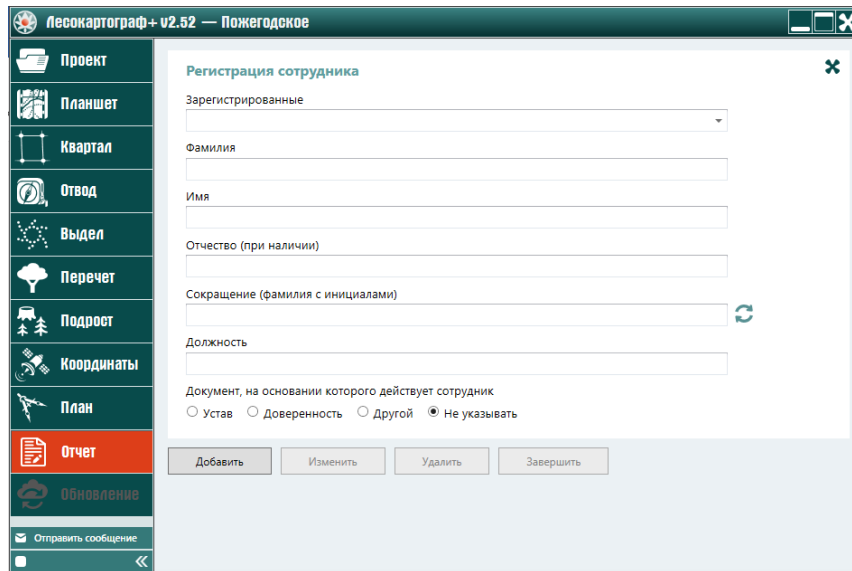 Лесокартограф+ v2.52 — Пожегодское
Проект
Планшет
Квартал
Отвод
Выдел
Перечет
Подрост
Координаты
План
Отчет
Обновление
Отправить сообщение
Регистрация сотрудника
Зарегистрированные
Фамилия
Имя
Отчество (при наличии)
Сокращение (фамилия с инициалами)
Должность
Документ, на основании которого действует сотрудник
Устав Доверенность Другой Не указывать
Добавить Изменить Удалить Завершить